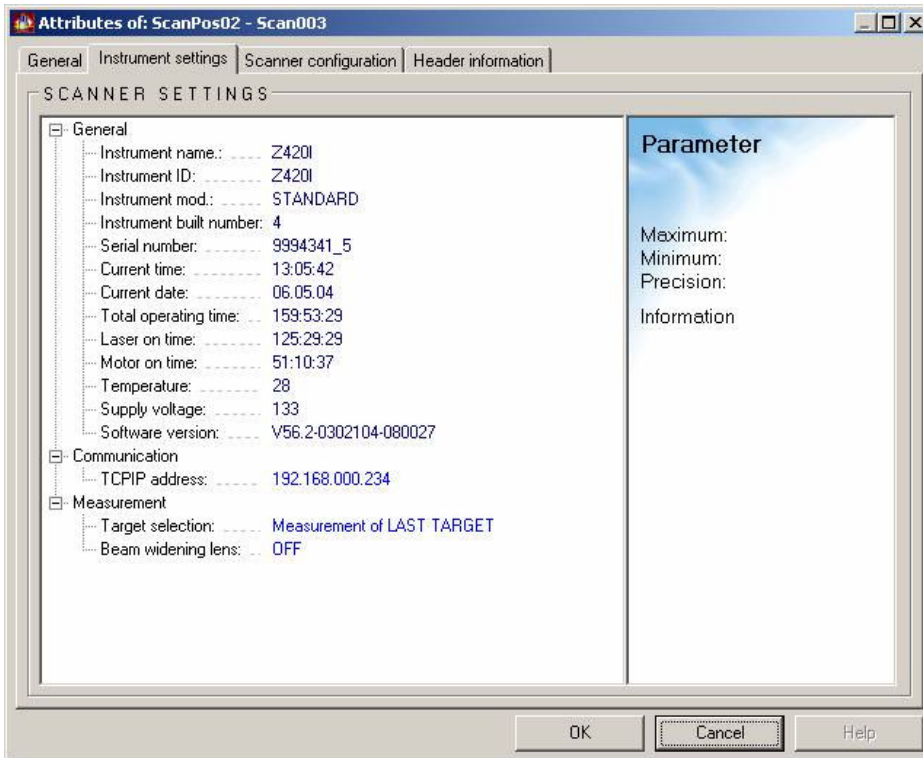 Attributes of: ScanPos02 - Scan003
General Instrument settings Scanner configuration Header information
SCANNER SETTINGS
General
Instrument name.: Z420I
Instrument ID: Z420I
Instrument mod.: STANDARD
Instrument built number: 4
Serial number: 9994341_5
Current time: 13:05:42
Current date: 06.05.04
Total operating time: 159:53:29
Laser on time: 125:29:29
Motor on time: 51:10:37
Temperature: 28
Supply voltage: 133
Software version: V56.2-0302104-080027
Communication
TCPIP address: 192.168.000.234
Measurement
Target selection: Measurement of LAST TARGET
Beam widening lens: OFF
Parameter
Maximum:
Minimum:
Precision:
Information
OK Cancel Help